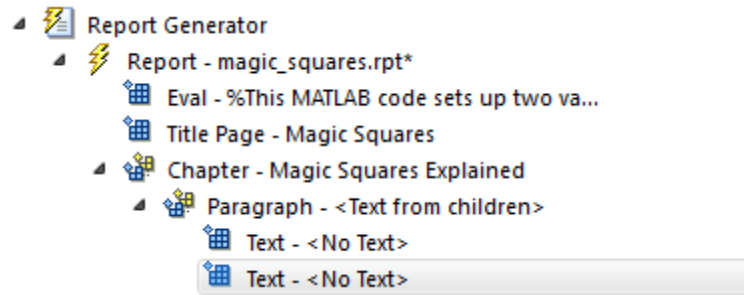 Report Generator
Report - magic_squares.rpt*
Eval - %This MATLAB code sets up two va...
Title Page - Magic Squares
Chapter - Magic Squares Explained
Paragraph - <Text from children>
Text - <No Text>
Text - <No Text>